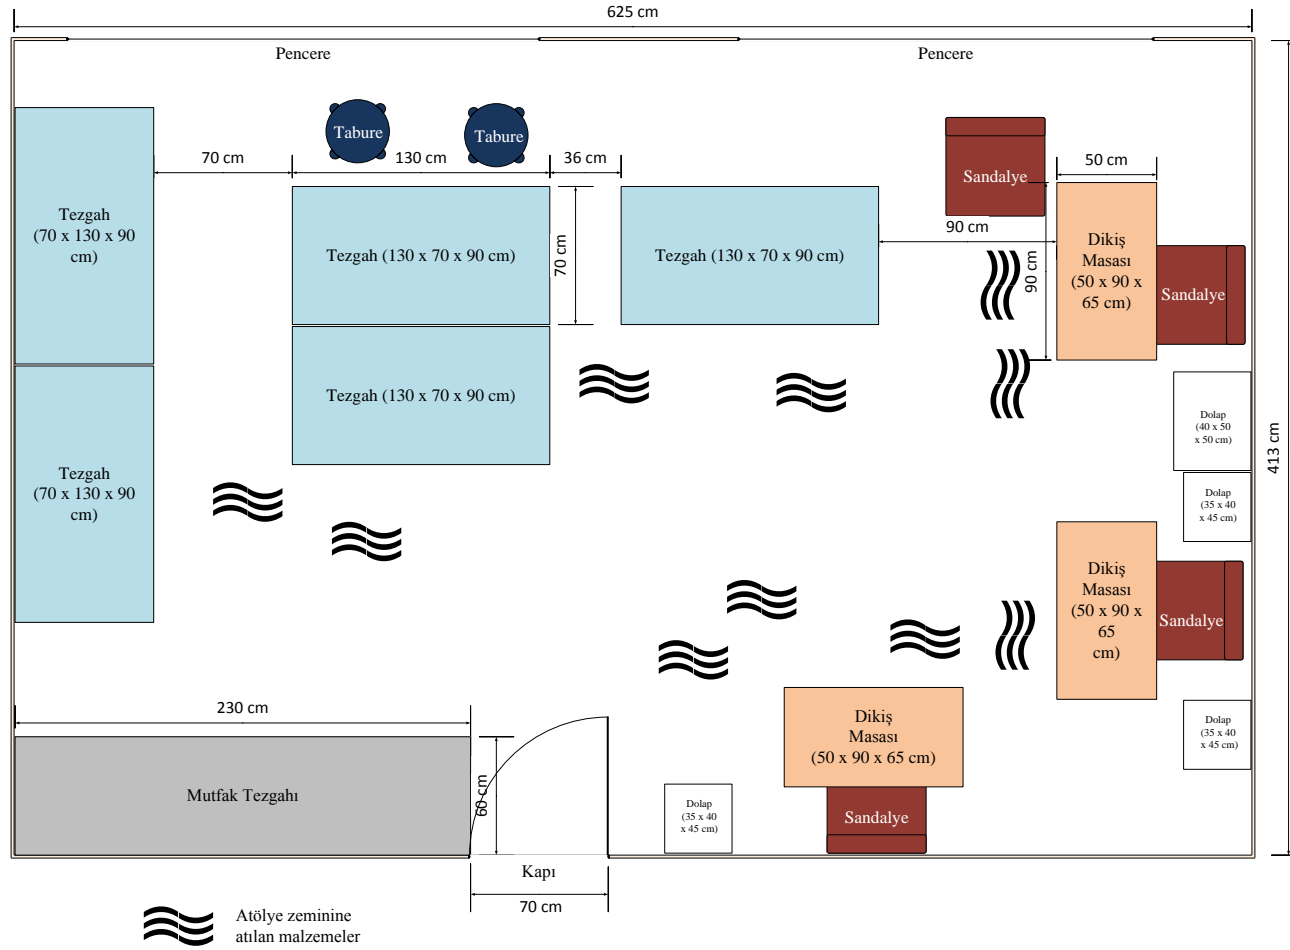 625 cm
Pencere
Pencere
Tabure
Tabure
70 cm
130 cm
36 cm
50 cm
Sandalye
Tezgah
(70 x 130 x 90
cm)
Tezgah (130 x 70 x 90 cm)
70 cm
Tezgah (130 x 70 x 90 cm)
90 cm
90 cm
Dikiş
Masası
(50 x 90 x
65 cm)
Sandalye
Tezgah (130 x 70 x 90 cm)
Dolap
(40 x 50
x 50 cm)
413 cm
Tezgah
(70 x 130 x 90
cm)
Dolap
(35 x 40
x 45 cm)
Dikiş
Masası
(50 x 90 x
65
cm)
Sandalye
230 cm
Dikiş
Masası
(50 x 90 x 65 cm)
Dolap
(35 x 40
x 45 cm)
Mutfak Tezgahı
60 cm
Dolap
(35 x 40
x 45 cm)
Sandalye
Kapı
70 cm
Atölye zeminine
atılan malzemeler